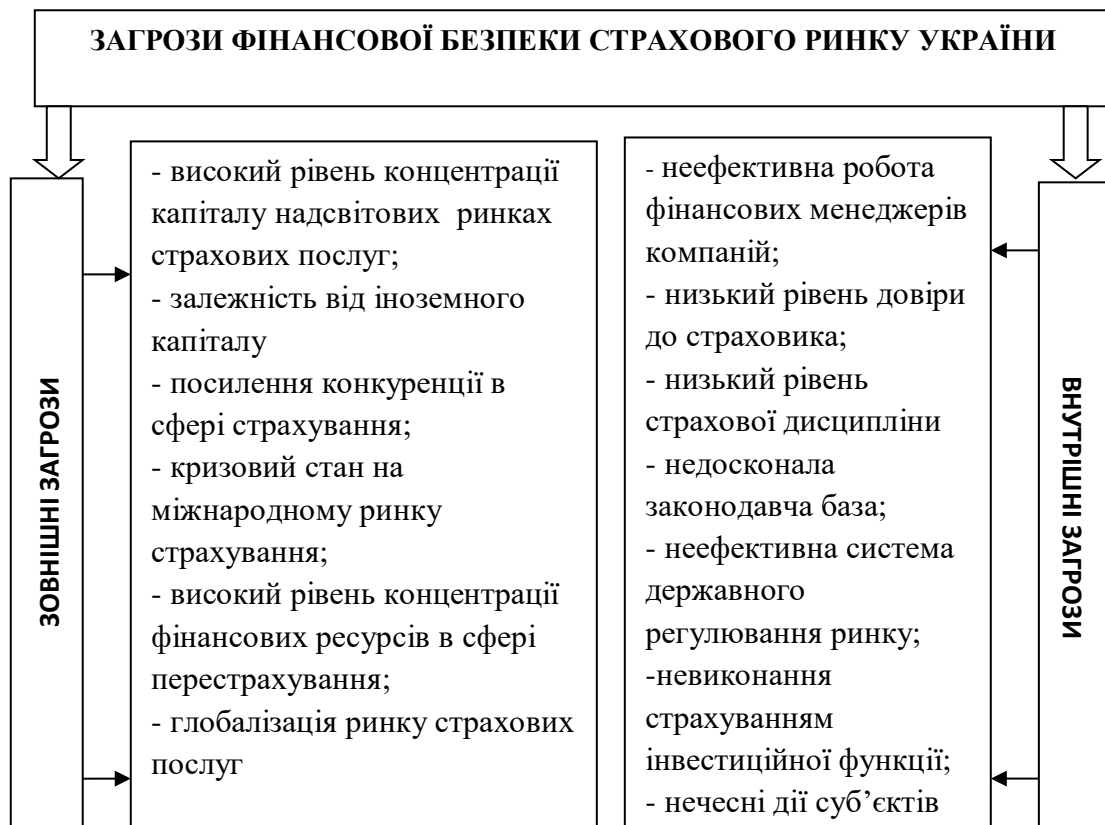 ЗАГРОЗИ ФІНАНСОВОЇ БЕЗПЕКИ СТРАХОВОГО РИНКУ УКРАЇНИ
ЗОВНІШНІ ЗАГРОЗИ
- високий рівень концентрації
капіталу надсвітових ринках
страхових послуг;
- залежність від іноземного
капіталу
- посилення конкуренції в
сфері страхування;
- кризовий стан на
міжнародному ринку
страхування;
- високий рівень концентрації
фінансових ресурсів в сфері
перестрахування;
- глобалізація ринку страхових
послуг
- неефективна робота
фінансових менеджерів
компаній;
- низький рівень довіри
до страховика;
- низький рівень
страхової дисципліни
- недосконала
законодавча база;
- неефективна система
державного
регулювання ринку;
-невиконання
страхуванням
інвестиційної функції;
- нечесні дії суб’єктів
ВНУТРІШНІ ЗАГРОЗИ